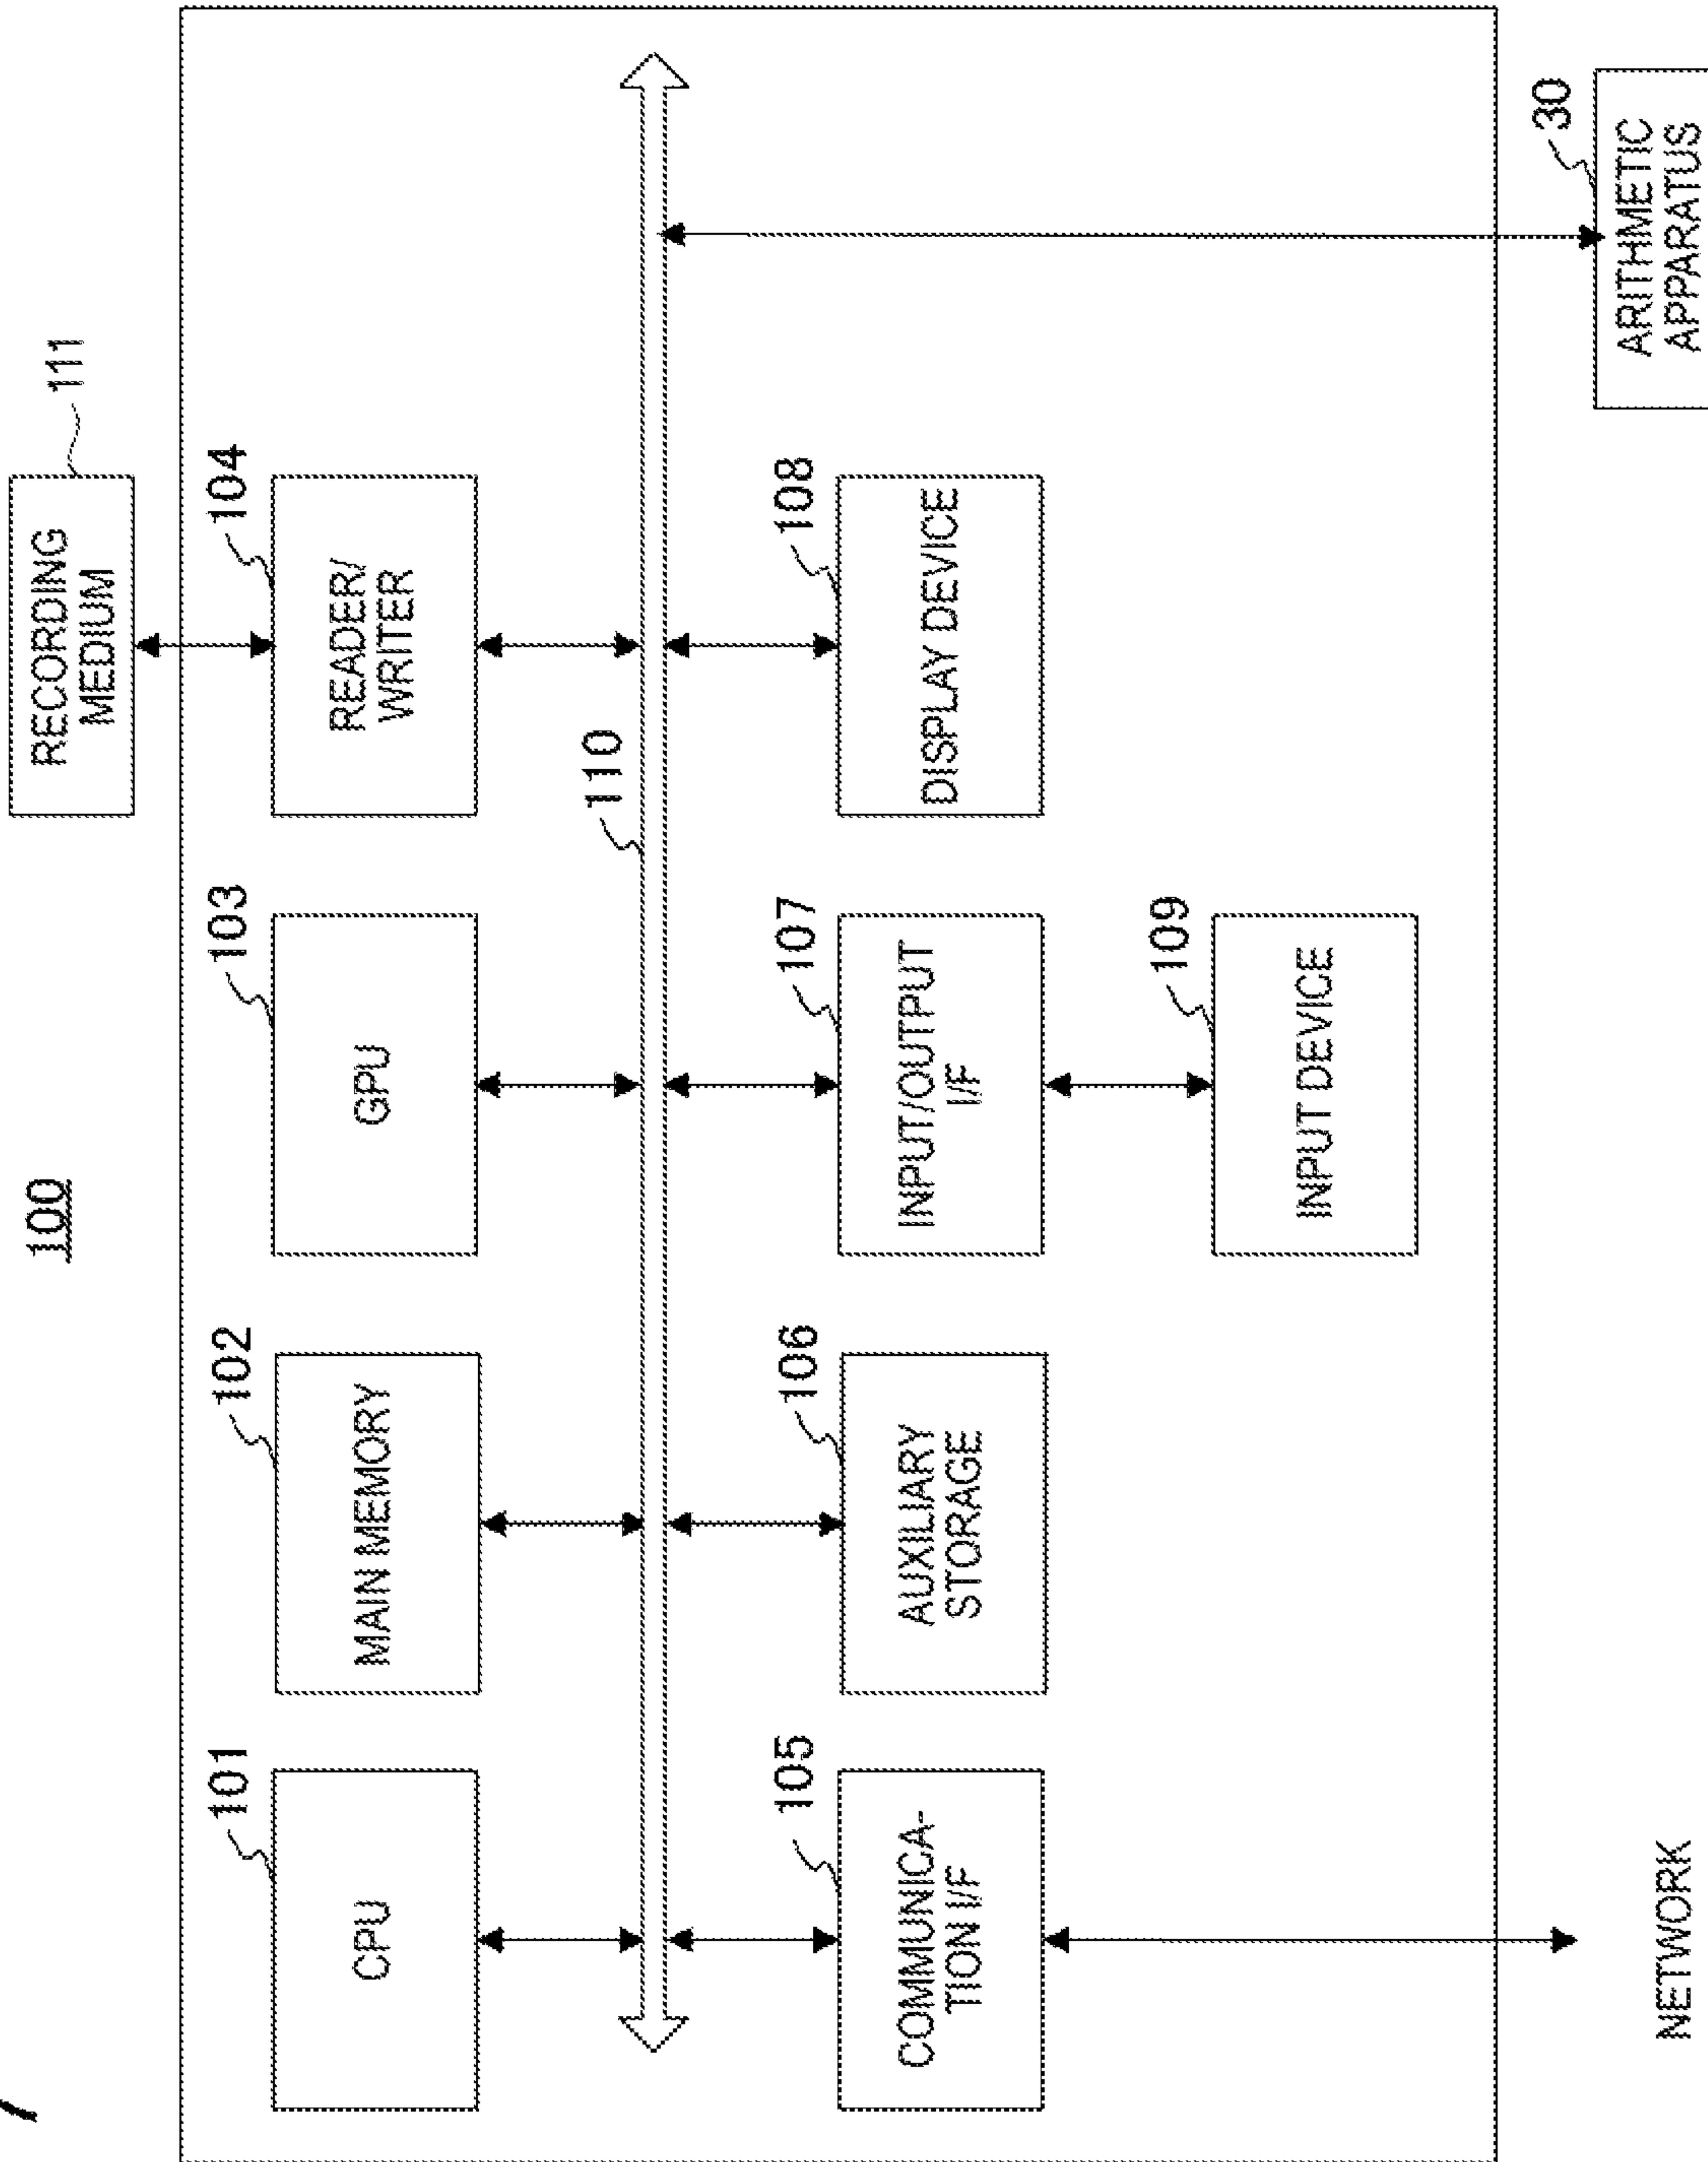 100
RECORDING
MEDIUM
111
101
102
103
104
CPU
MAIN MEMORY
GPU
READER/
WRITER
110
105
106
107
108
COMMUNICA-
TION I/F
AUXILIARY
STORAGE
INPUT/OUTPUT
I/F
DISPLAY DEVICE
109
INPUT DEVICE
30
ARITHMETIC
APPARATUS
NETWORK